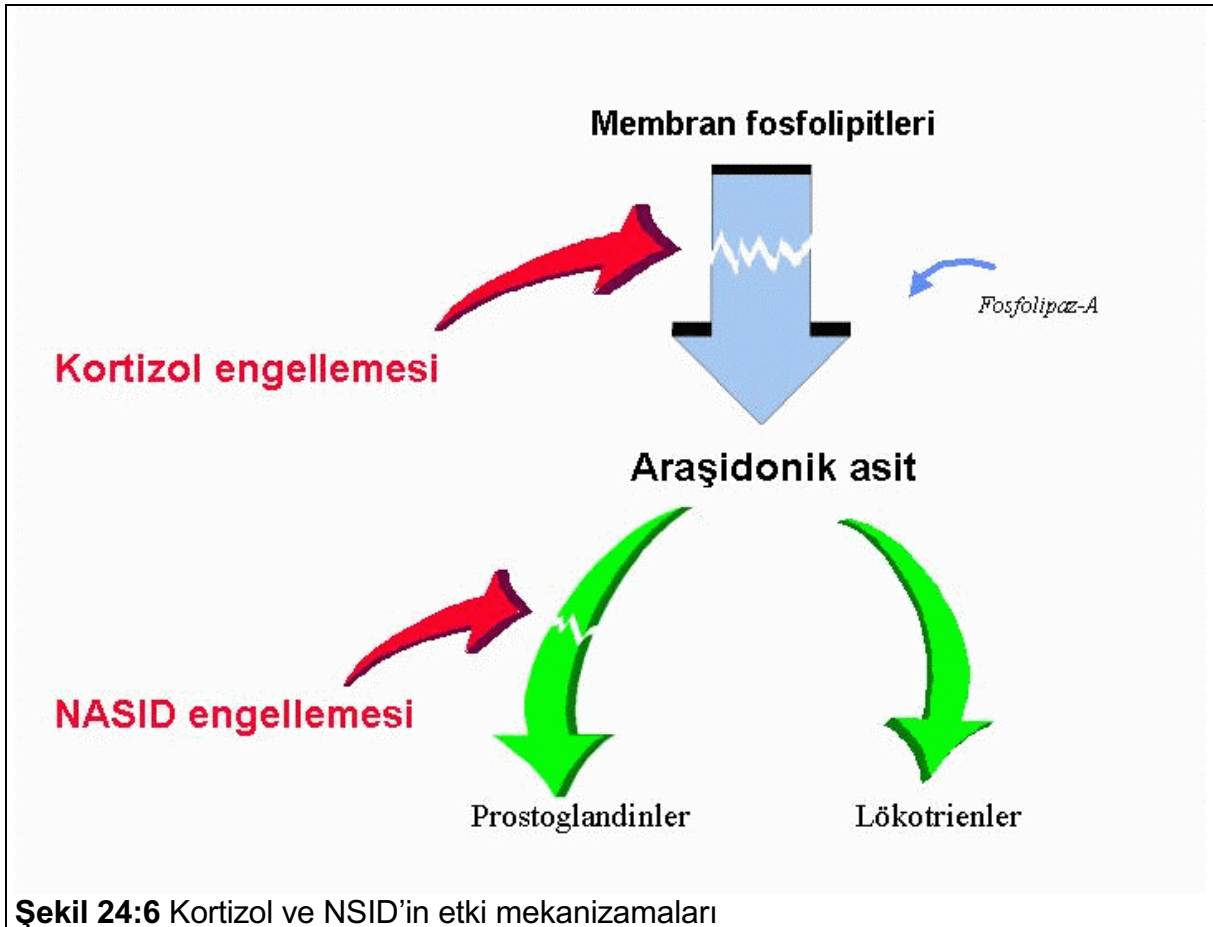 Membran fosfolipitleri
Fosfolipaz-A
Kortizol engellemesi
Araşidonik asit
NASID engellemesi
Prostoglandinler
Lökotrienler
Şekil 24:6 Kortizol ve NSID’in etki mekanizamaları